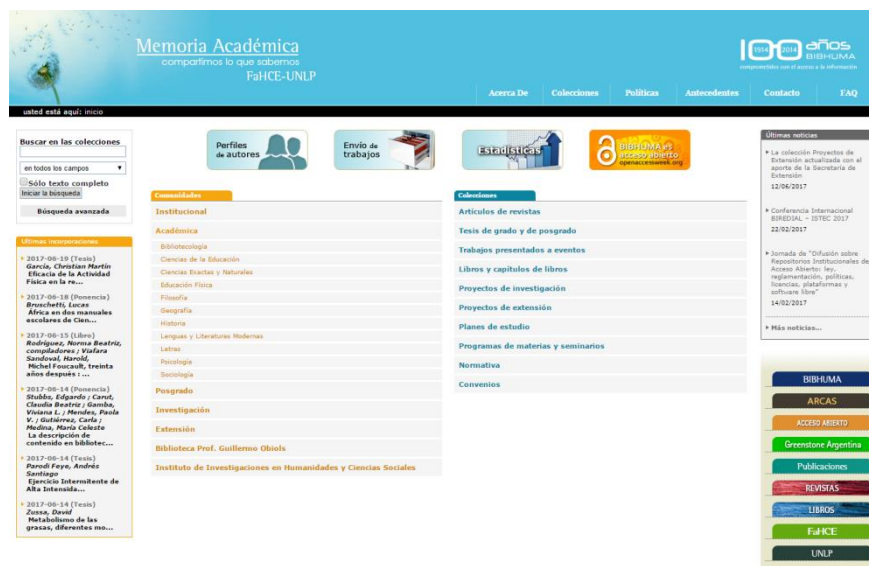 Memoria Académica
compartimos lo que sabemos
FaHCE-UNLP
1914 2014 años
BIBHUMA
comprometidos con el acceso a la información
Acerca De Colecciones Políticas Antecedentes Contacto FAQ
usted está aquí: inicio
Buscar en las colecciones
en todos los campos
Sólo texto completo
Iniciar la búsqueda
Búsqueda avanzada
Ultimas incorporaciones
2017-06-19 (Tesis)
García, Christian Martín
Eficacia de la Actividad
Física en la re...
2017-06-18 (Ponencia)
Bruschetti, Lucas
África en dos manuales
escolares de Cien...
2017-06-15 (Libro)
Rodríguez, Norma Beatriz,
compiladores ; Viafara
Sandoval, Harold,
Michel Foucault, treinta
años después : ...
2017-06-14 (Ponencia)
Stubbs, Edgardo ; Carut,
Claudia Beatriz ; Gamba,
Viviana L. ; Mendes, Paola
V. ; Gutiérrez, Carla ;
Medina, María Celeste
La descripción de
contenido en bibliotec...
2017-06-14 (Tesis)
Parodi Feye, Andrés
Santiago
Ejercicio Intermitente de
Alta Intensida...
2017-06-14 (Tesis)
Zussa, David
Metabolismo de las
grasas, diferentes mo...
Perfiles
de autores
Envío de
trabajos
Estadísticas
BIBHUMA es
acceso abierto
openaccessweek.org
Comunidades
Institucional
Académica
Bibliotecología
Ciencias de la Educación
Ciencias Exactas y Naturales
Educación Física
Filosofía
Geografía
Historia
Lenguas y Literaturas Modernas
Letras
Psicología
Sociología
Posgrado
Investigación
Extensión
Biblioteca Prof. Guillermo Obiols
Instituto de Investigaciones en Humanidades y Ciencias Sociales
Colecciones
Artículos de revistas
Tesis de grado y de posgrado
Trabajos presentados a eventos
Libros y capítulos de libros
Proyectos de investigación
Proyectos de extensión
Planes de estudio
Programas de materias y seminarios
Normativa
Convenios
Últimas noticias
La colección Proyectos de
Extensión actualizada con el
aporte de la Secretaría de
Extensión
12/06/2017
Conferencia Internacional
BIREDIAL – ISTEC 2017
22/02/2017
Jornada de "Difusión sobre
Repositorios Institucionales de
Acceso Abierto: ley,
reglamentación, políticas,
licencias, plataformas y
software libre"
14/02/2017
Más noticias...
BIBHUMA
ARCAS
ACCESO ABIERTO
Greenstone Argentina
Publicaciones
REVISTAS
LIBROS
FaHCE
UNLP